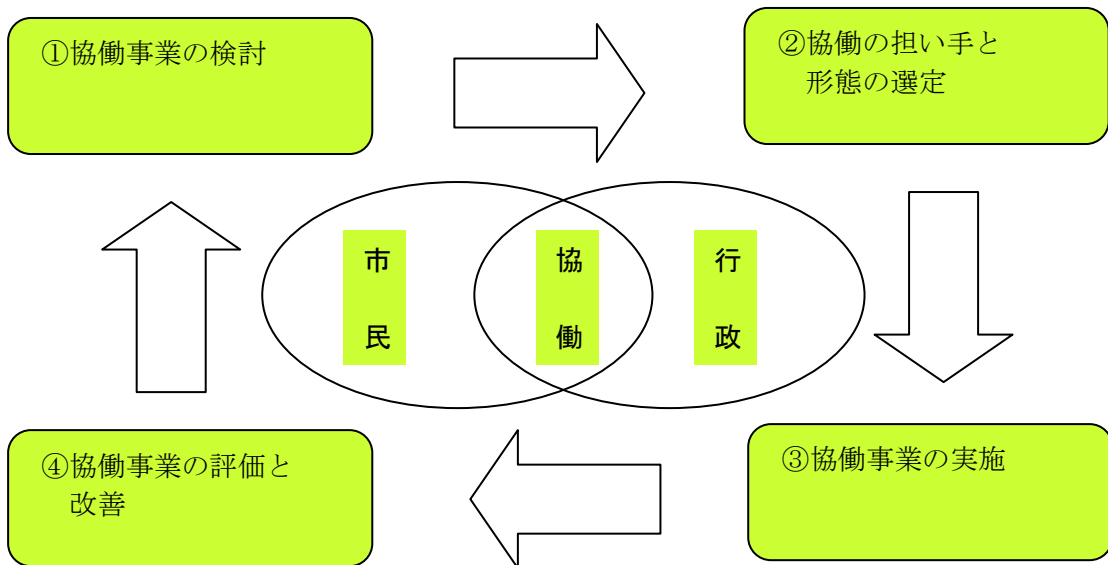 ①協働事業の検討
②協働の担い手と
形態の選定
市民
協働
行政
④協働事業の評価と
改善
③協働事業の実施